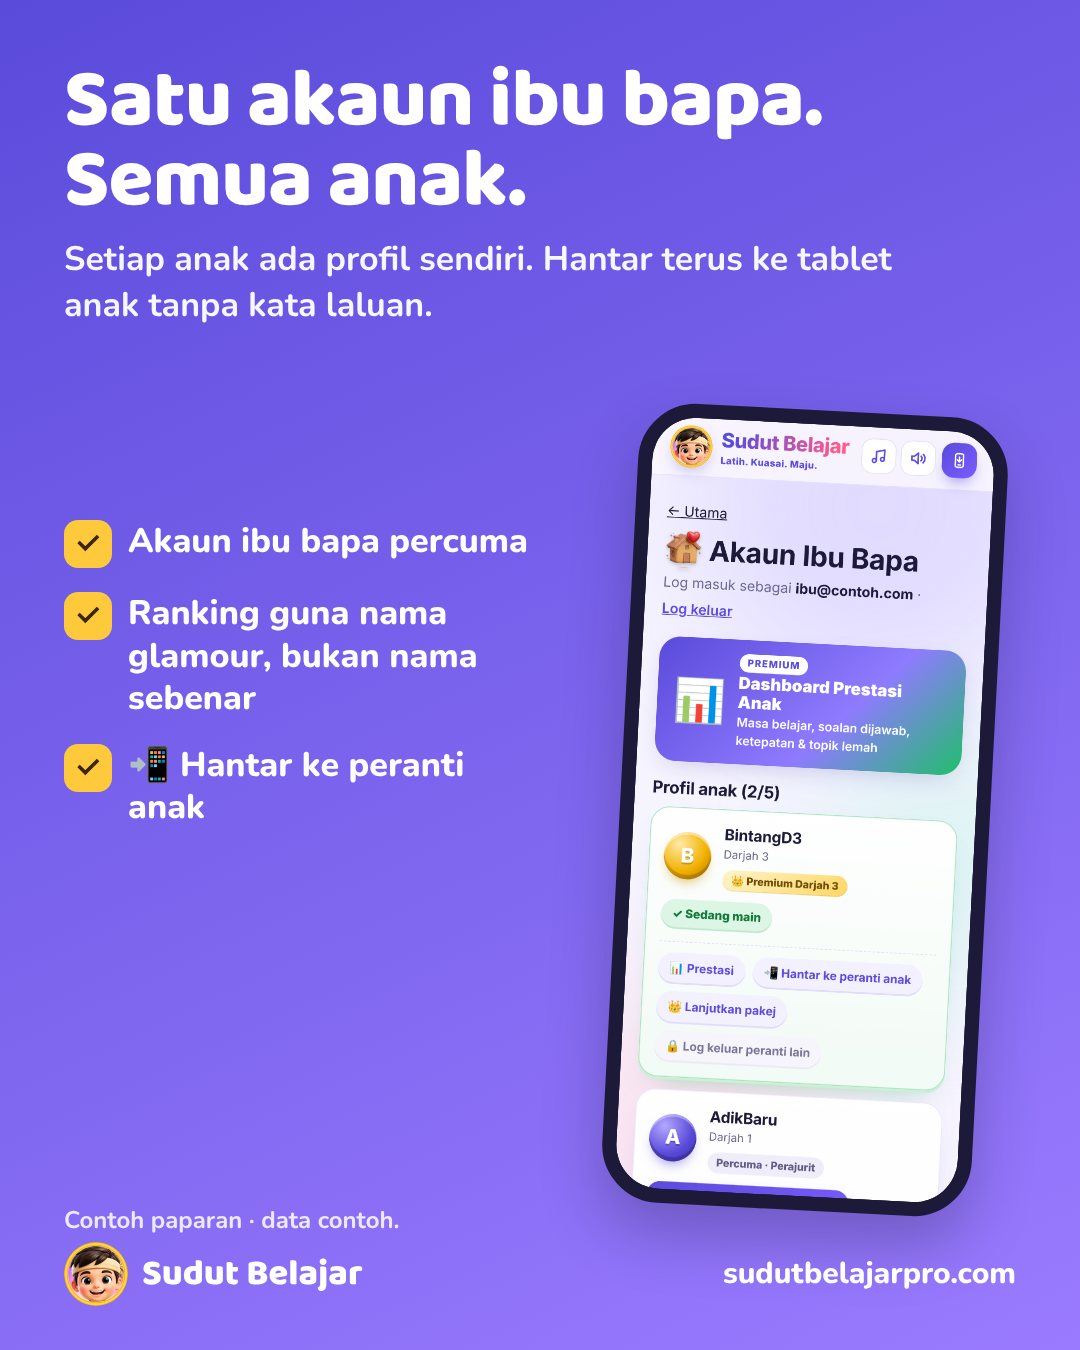 Satu akaun ibu bapa.
Semua anak.
Setiap anak ada profil sendiri. Hantar terus ke tablet
anak tanpa kata laluan.
Akaun ibu bapa percuma
Ranking guna nama
glamour, bukan nama
sebenar
📲 Hantar ke peranti
anak
Sudut Belajar
Latih. Kuasai. Maju.
← Utama
Akaun Ibu Bapa
Log masuk sebagai ibu@contoh.com ·
Log keluar
PREMIUM
Dashboard Prestasi
Anak
Masa belajar, soalan dijawab,
ketepatan & topik lemah
Profil anak (2/5)
B
BintangD3
Darjah 3
👑 Premium Darjah 3
✓ Sedang main
📊 Prestasi
📲 Hantar ke peranti anak
👑 Lanjutkan pakej
🔒 Log keluar peranti lain
A
AdikBaru
Darjah 1
Percuma · Perajurit
Contoh paparan · data contoh.
Sudut Belajar
sudutbelajarpro.com